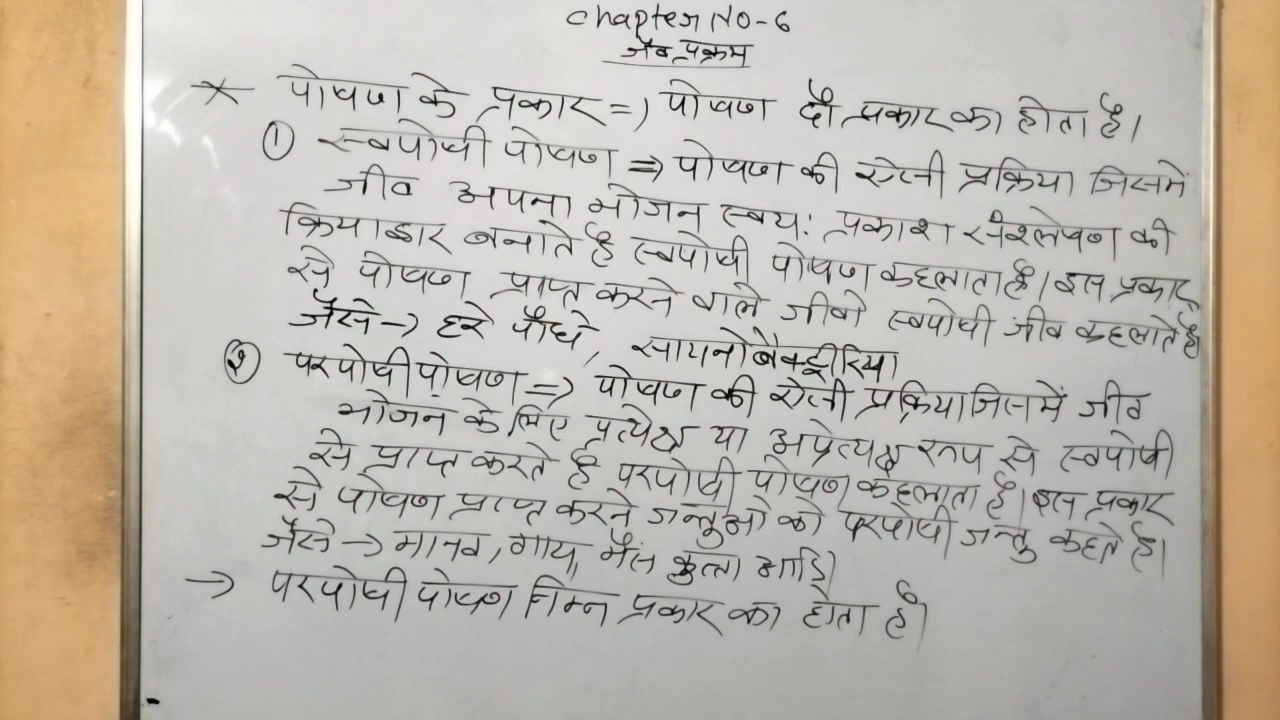 Chapter No-6
जैव प्रक्रम
* पोषण के प्रकार => पोषण दो प्रकार का होता है।
① स्वपोषी पोषण => पोषण की ऐसी प्रक्रिया जिसमें
जीव अपना भोजन स्वय: प्रकाश संश्लेषण की
क्रिया द्वार बनाते है स्वपोषी पोषण कहलाता है। इस प्रकार
से पोषण प्राप्त करने वाले जीवो स्वपोषी जीव कहलाते है
जैसे -> हरे पौधे, सायनोबैक्ट्रीरिया
② परपोषी पोषण => पोषण की ऐसी प्रक्रिया जिसमें जीव
भोजन के लिए प्रत्येक्ष या अप्रेत्यक्ष रूप से स्वपोषी
से प्राप्त करते है परपोषी पोषण कहलाता है। इस प्रकार
से पोषण प्राप्त करने जन्तुओ को परपोषी जन्तु कहते है।
जैसे -> मानव, गाय, भैंस कुत्ता आदि।
-> परपोषी पोषण निम्न प्रकार का होता है।